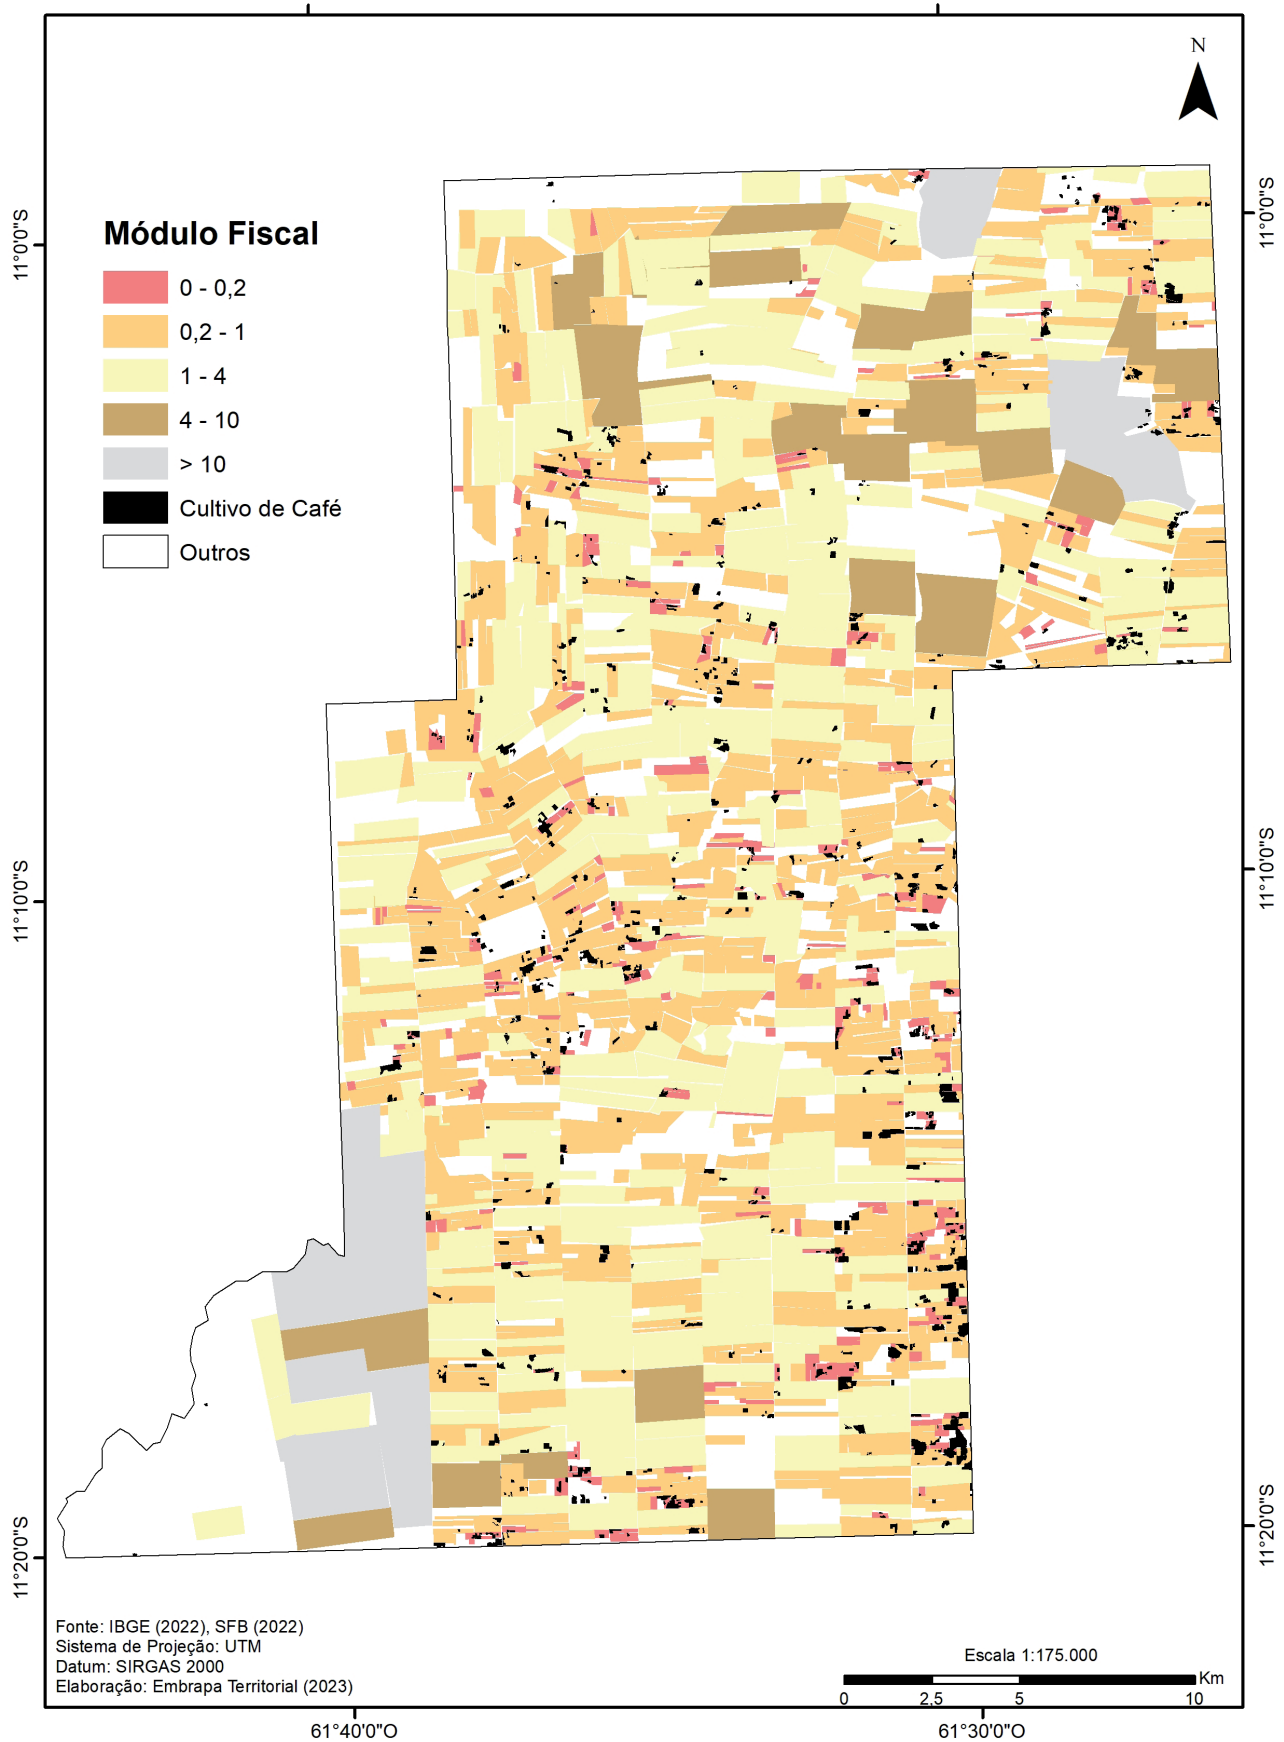 N
11°0'0"S
11°0'0"S
Módulo Fiscal
0 - 0,2
0,2 - 1
1 - 4
4 - 10
> 10
Cultivo de Café
Outros
11°10'0"S
11°10'0"S
11°20'0"S
11°20'0"S
Fonte: IBGE (2022), SFB (2022)
Sistema de Projeção: UTM
Datum: SIRGAS 2000
Elaboração: Embrapa Territorial (2023)
Escala 1:175.000
Km
0 2,5 5 10
61°40'0"O
61°30'0"O